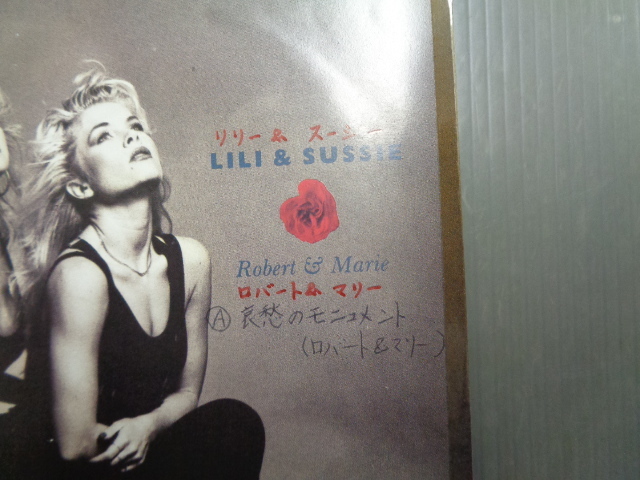 リリー & スージー
LILI & SUSSIE
Robert & Marie
ロバート& マリー
Ⓐ 哀愁のモニュメント
(ロバート&マリー)